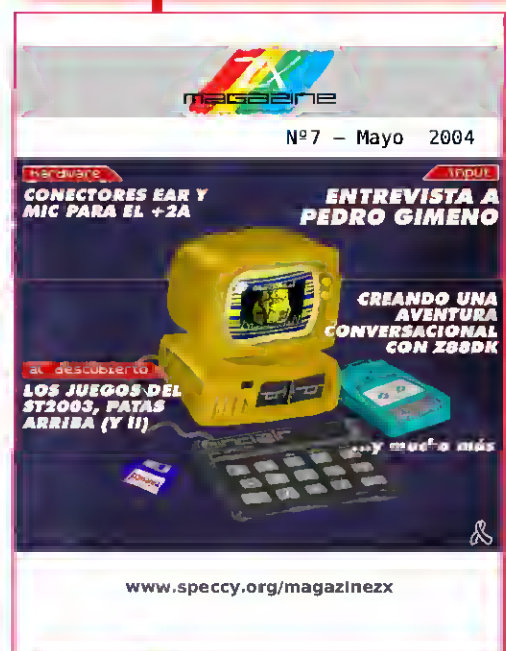 ZX
magazine
Nº7 – Mayo 2004
hardware
CONECTORES EAR Y
MIC PARA EL +2A
input
ENTREVISTA A
PEDRO GIMENO
CREANDO UNA
AVENTURA
CONVERSACIONAL
CON Z88DK
al descubierto
LOS JUEGOS DEL
ST2003, PATAS
ARRIBA (Y II)
sinclair
...y mucho más
www.speccy.org/magazinezx